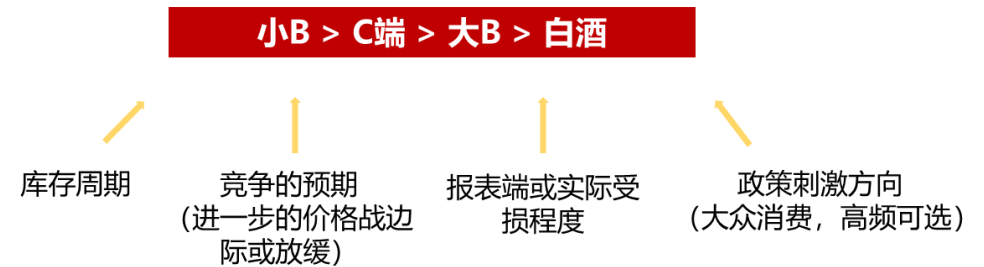 小B > C端 > 大B > 白酒
库存周期
竞争的预期
（进一步的价格战边
际或放缓）
报表端或实际受
损程度
政策刺激方向
（大众消费，高频可选）